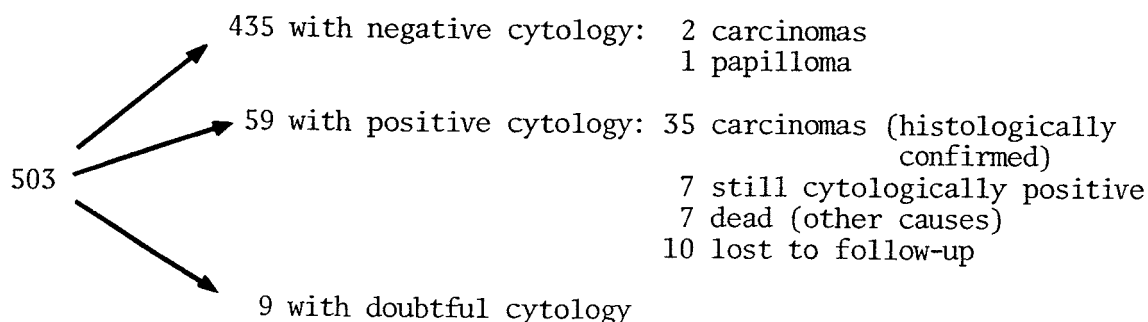 435 with negative cytology: 2 carcinomas
1 papilloma
59 with positive cytology: 35 carcinomas (histologically
confirmed)
503
7 still cytologically positive
7 dead (other causes)
10 lost to follow-up
9 with doubtful cytology